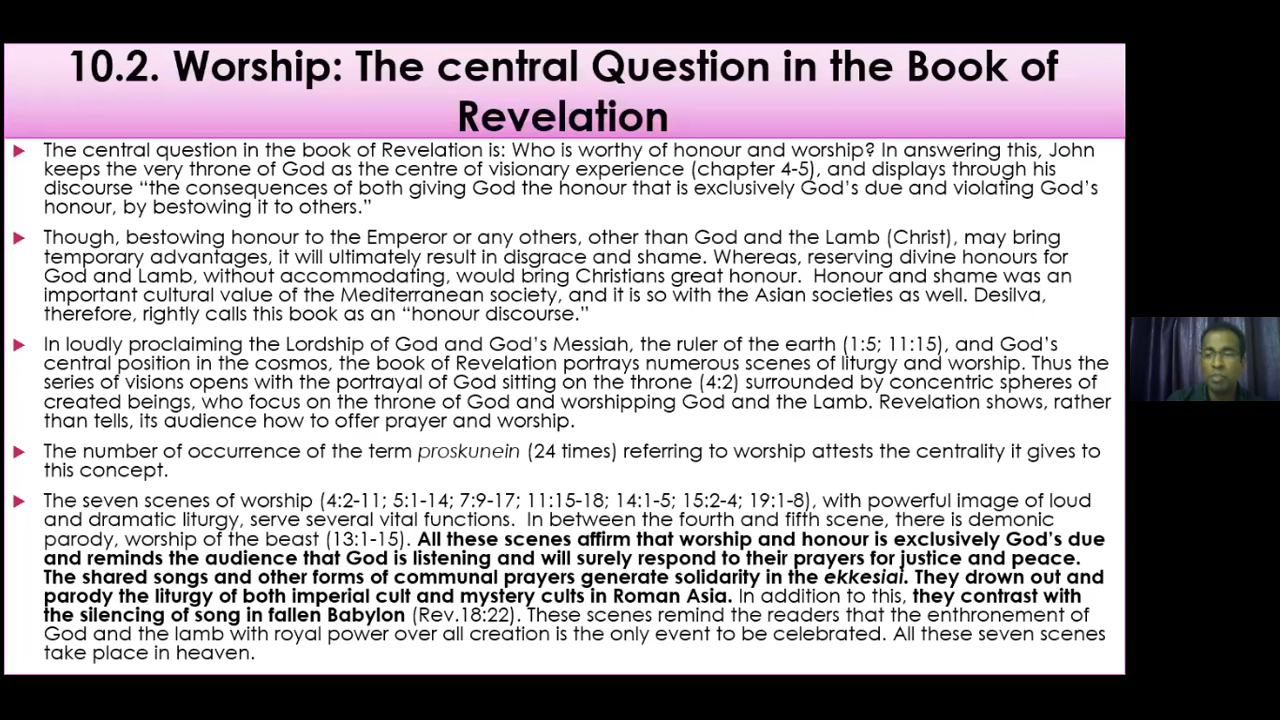 10.2. Worship: The central Question in the Book of
Revelation
The central question in the book of Revelation is: Who is worthy of honour and worship? In answering this, John
keeps the very throne of God as the centre of visionary experience (chapter 4-5), and displays through his
discourse “the consequences of both giving God the honour that is exclusively God’s due and violating God’s
honour, by bestowing it to others.”
Though, bestowing honour to the Emperor or any others, other than God and the Lamb (Christ), may bring
temporary advantages, it will ultimately result in disgrace and shame. Whereas, reserving divine honours for
God and Lamb, without accommodating, would bring Christians great honour.  Honour and shame was an
important cultural value of the Mediterranean society, and it is so with the Asian societies as well. Desilva,
therefore, rightly calls this book as an “honour discourse.”
In loudly proclaiming the Lordship of God and God’s Messiah, the ruler of the earth (1:5; 11:15), and God’s
central position in the cosmos, the book of Revelation portrays numerous scenes of liturgy and worship. Thus the
series of visions opens with the portrayal of God sitting on the throne (4:2) surrounded by concentric spheres of
created beings, who focus on the throne of God and worshipping God and the Lamb. Revelation shows, rather
than tells, its audience how to offer prayer and worship.
The number of occurrence of the term proskunein (24 times) referring to worship attests the centrality it gives to
this concept.
The seven scenes of worship (4:2-11; 5:1-14; 7:9-17; 11:15-18; 14:1-5; 15:2-4; 19:1-8), with powerful image of loud
and dramatic liturgy, serve several vital functions.  In between the fourth and fifth scene, there is demonic
parody, worship of the beast (13:1-15). All these scenes affirm that worship and honour is exclusively God’s due
and reminds the audience that God is listening and will surely respond to their prayers for justice and peace.
The shared songs and other forms of communal prayers generate solidarity in the ekkesiai. They drown out and
parody the liturgy of both imperial cult and mystery cults in Roman Asia. In addition to this, they contrast with
the silencing of song in fallen Babylon (Rev.18:22). These scenes remind the readers that the enthronement of
God and the lamb with royal power over all creation is the only event to be celebrated. All these seven scenes
take place in heaven.